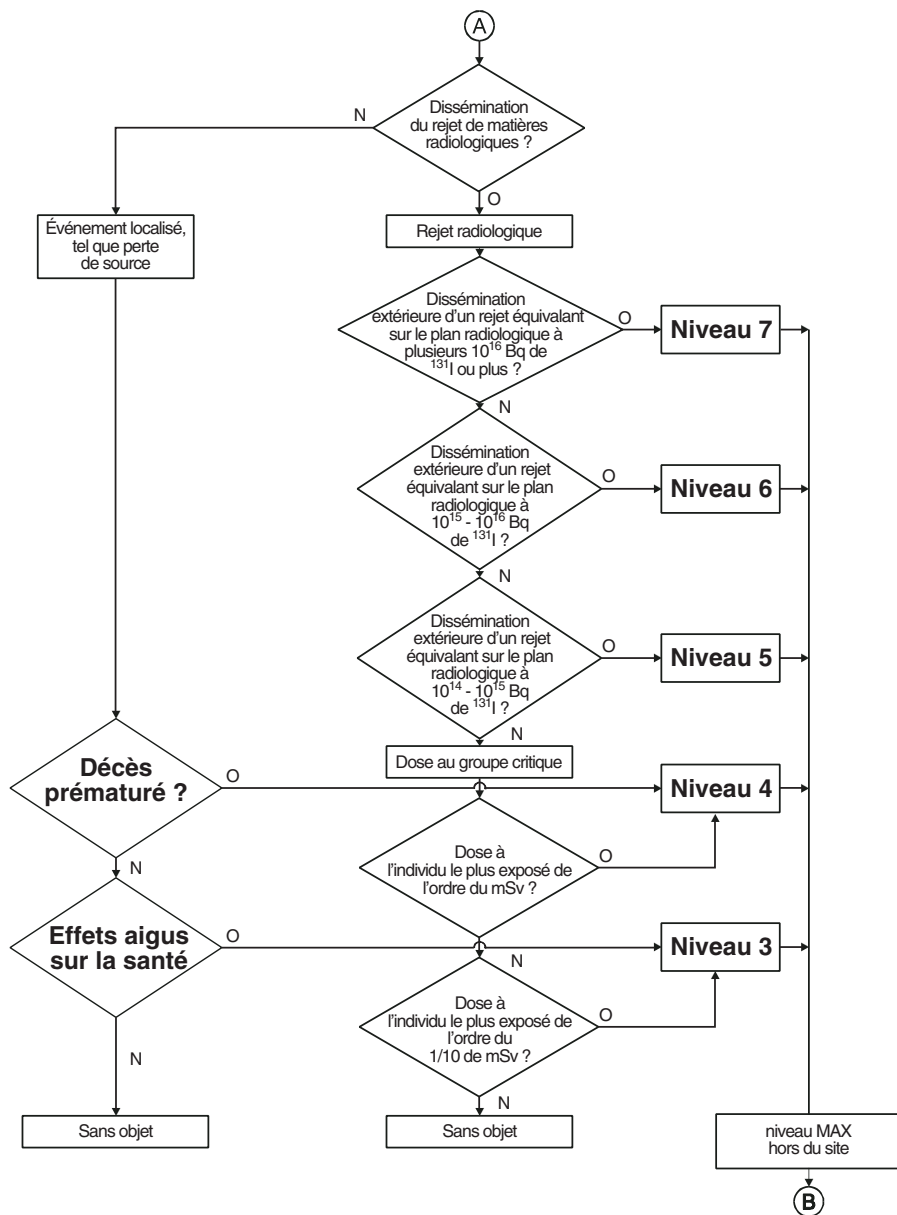 A
Dissémination
du rejet de matières
radiologiques ?
N
O
Événement localisé,
tel que perte
de source
Rejet radiologique
Dissémination
extérieure d'un rejet équivalant
sur le plan radiologique à
plusieurs 10¹⁶ Bq de
¹³¹I ou plus ?
O
Niveau 7
N
Dissémination
extérieure d'un rejet
équivalant sur le plan
radiologique à
10¹⁵ - 10¹⁶ Bq
de ¹³¹I ?
O
Niveau 6
N
Dissémination
extérieure d'un rejet
équivalant sur le plan
radiologique à
10¹⁴ - 10¹⁵ Bq
de ¹³¹I ?
O
Niveau 5
N
Dose au groupe critique
Décès
prématuré ?
O
Niveau 4
N
Dose à
l'individu le plus exposé de
l'ordre du mSv ?
O
Effets aigus
sur la santé
O
Niveau 3
N
Dose à
l'individu le plus exposé de
l'ordre du
1/10 de mSv ?
O
N
N
Sans objet
Sans objet
niveau MAX
hors du site
B